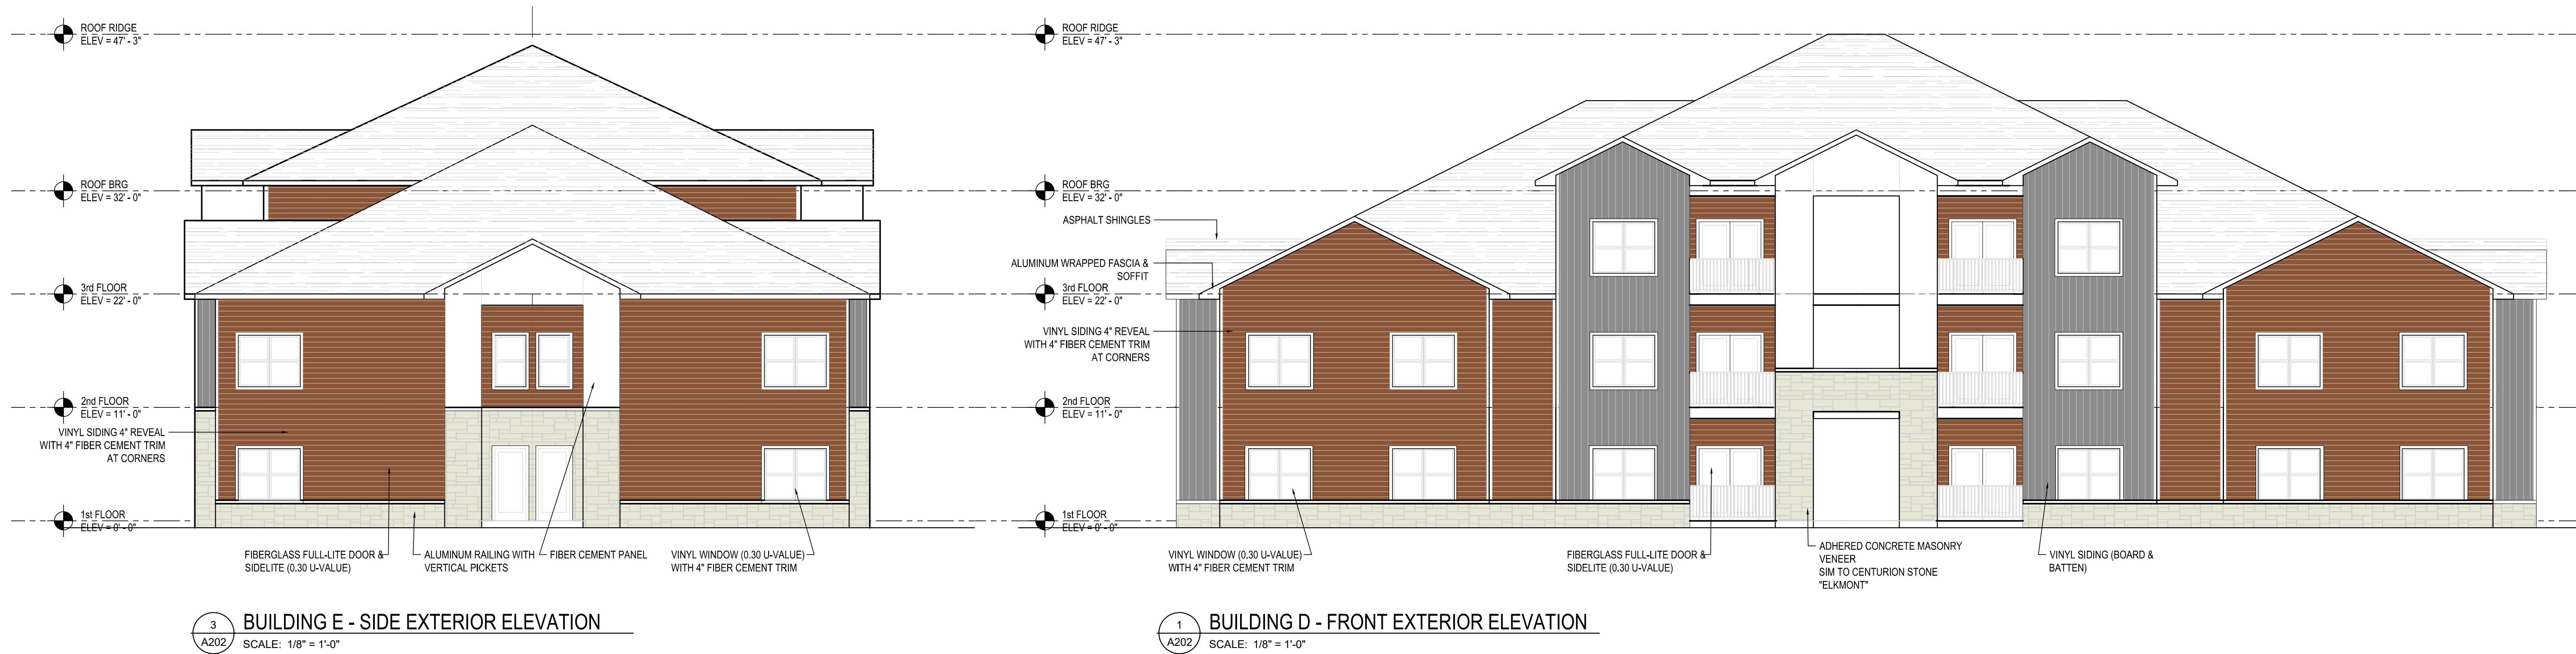 ROOF RIDGE
ELEV = 47' - 3"
ROOF BRG
ELEV = 32' - 0"
3rd FLOOR
ELEV = 22' - 0"
2nd FLOOR
ELEV = 11' - 0"
VINYL SIDING 4" REVEAL
WITH 4" FIBER CEMENT TRIM
AT CORNERS
1st FLOOR
ELEV = 0' - 0"
FIBERGLASS FULL-LITE DOOR &
SIDELITE (0.30 U-VALUE)
ALUMINUM RAILING WITH
VERTICAL PICKETS
FIBER CEMENT PANEL
VINYL WINDOW (0.30 U-VALUE)
WITH 4" FIBER CEMENT TRIM
3
A202
BUILDING E - SIDE EXTERIOR ELEVATION
SCALE: 1/8" = 1'-0"
ROOF RIDGE
ELEV = 47' - 3"
ROOF BRG
ELEV = 32' - 0"
ASPHALT SHINGLES
ALUMINUM WRAPPED FASCIA &
SOFFIT
3rd FLOOR
ELEV = 22' - 0"
VINYL SIDING 4" REVEAL
WITH 4" FIBER CEMENT TRIM
AT CORNERS
2nd FLOOR
ELEV = 11' - 0"
1st FLOOR
ELEV = 0' - 0"
VINYL WINDOW (0.30 U-VALUE)
WITH 4" FIBER CEMENT TRIM
FIBERGLASS FULL-LITE DOOR &
SIDELITE (0.30 U-VALUE)
ADHERED CONCRETE MASONRY
VENEER
SIM TO CENTURION STONE
"ELKMONT"
VINYL SIDING (BOARD &
BATTEN)
1
A202
BUILDING D - FRONT EXTERIOR ELEVATION
SCALE: 1/8" = 1'-0"